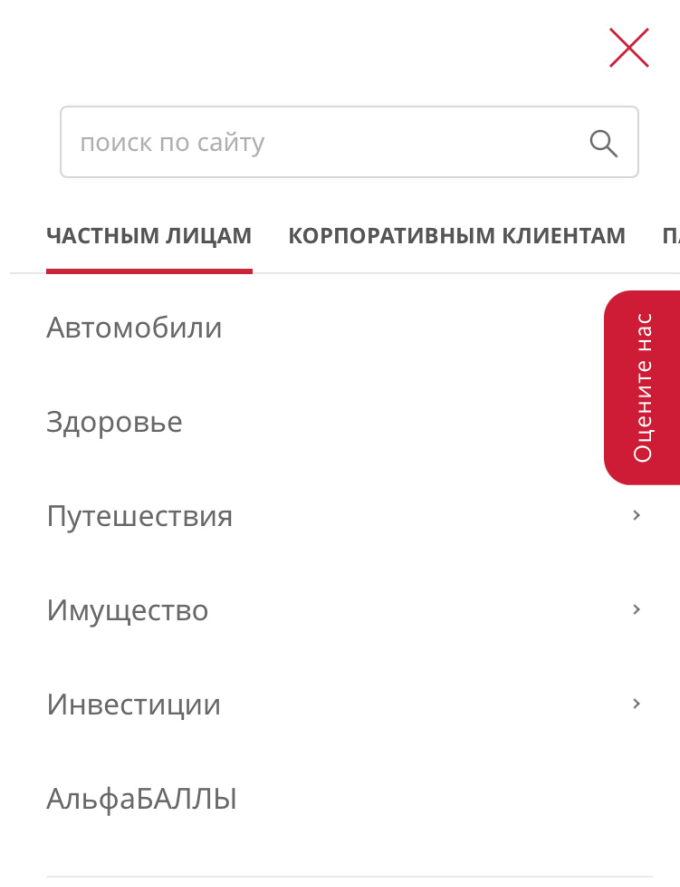 поиск по сайту
ЧАСТНЫМ ЛИЦАМ КОРПОРАТИВНЫМ КЛИЕНТАМ
Автомобили
Оцените нас
Здоровье
Путешествия
Имущество
Инвестиции
АльфаБАЛЛЫ